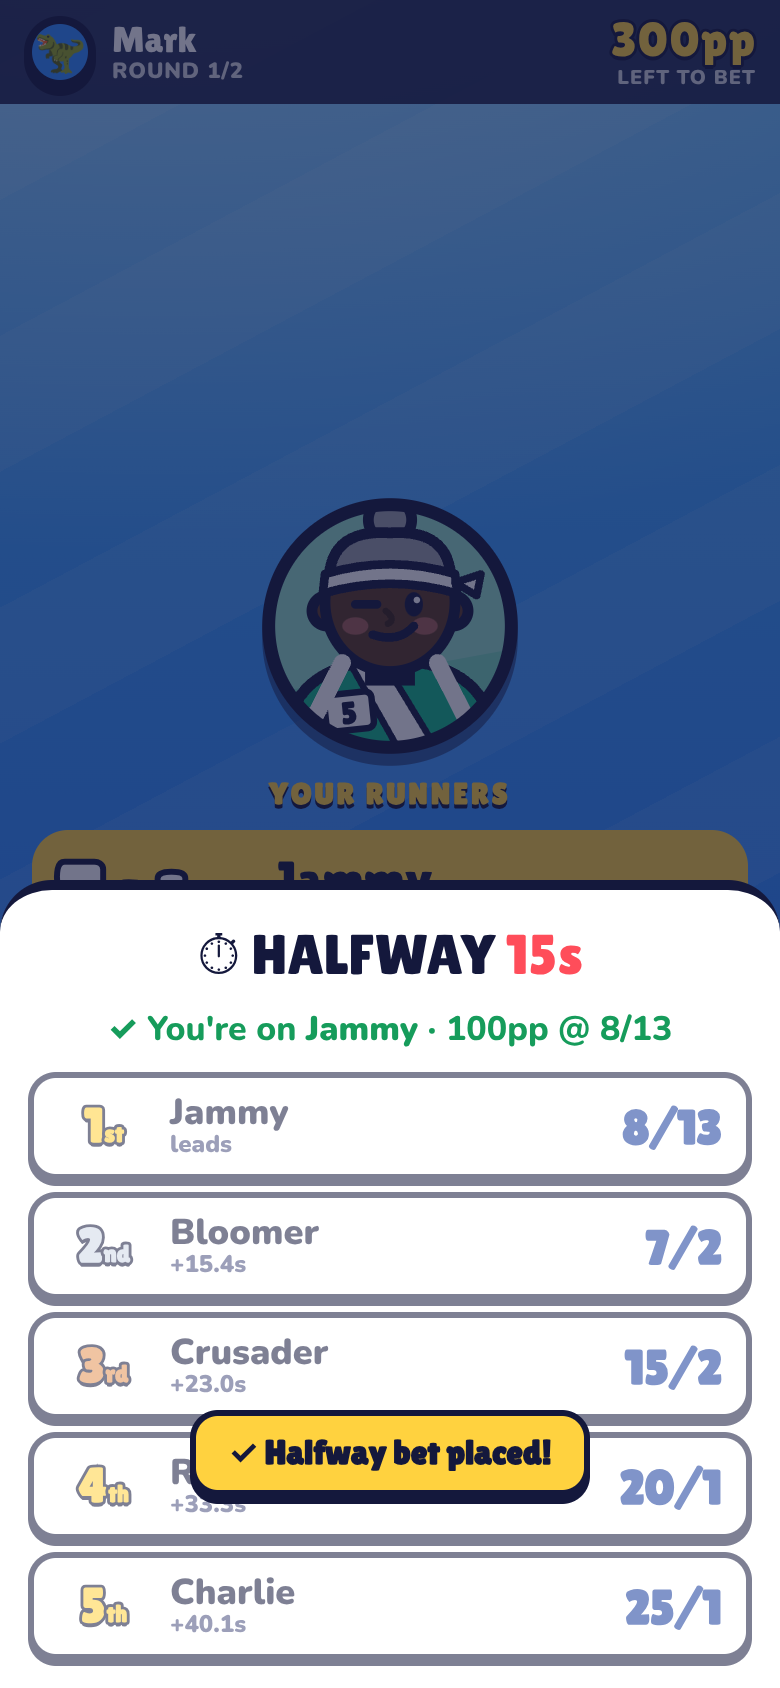 Mark
ROUND 1/2
300pp
LEFT TO BET
5
YOUR RUNNERS
Jammy
HALFWAY 15s
✓ You're on Jammy · 100pp @ 8/13
1st
Jammy
leads
8/13
2nd
Bloomer
+15.4s
7/2
3rd
Crusader
+23.0s
15/2
✓ Halfway bet placed!
4th
20/1
5th
Charlie
+40.1s
25/1